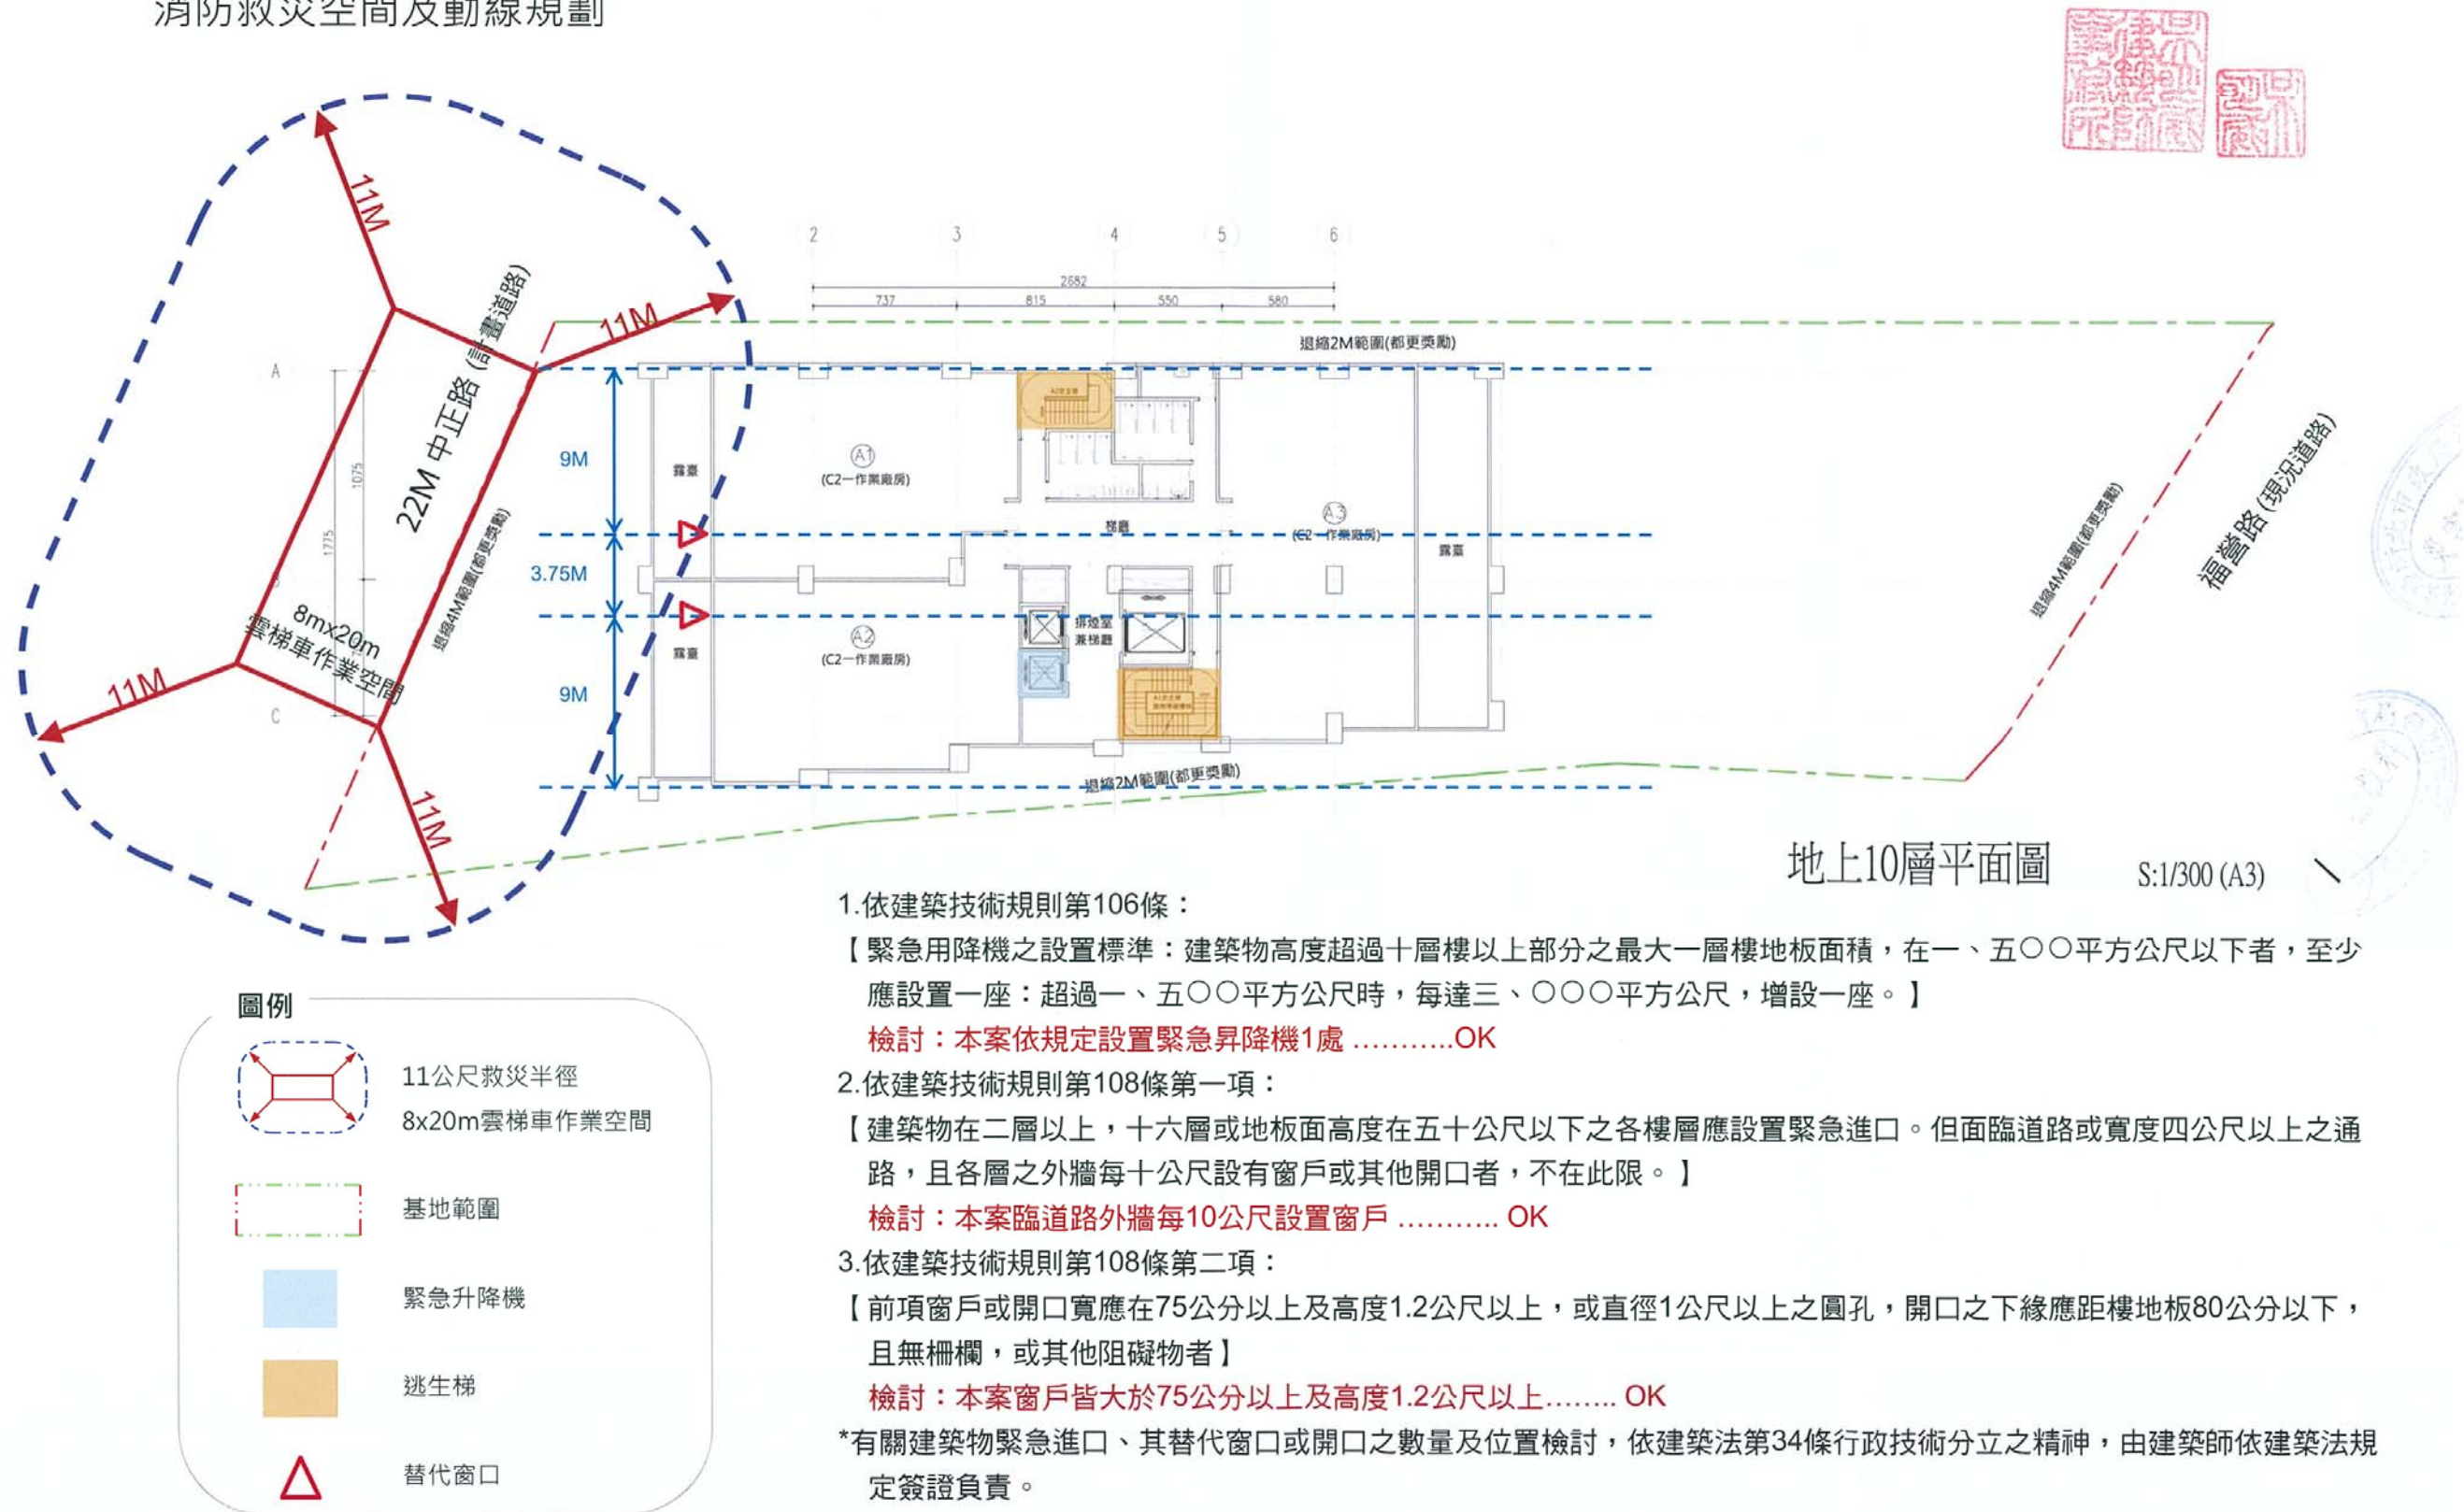 消防救災空間及動線規劃
11M
11M
11M
11M
22M 中正路 (計畫道路)
8mx20m
雲梯車作業空間
退縮4M範圍(都更獎勵)
2
3
4
5
6
2682
737
815
550
580
A
C
1075
1775
9M
3.75M
9M
退縮2M範圍(都更獎勵)
露臺
A1
(C2一作業廠房)
梯廳
A3
(C2一作業廠房)
露臺
露臺
A2
(C2一作業廠房)
排煙室
兼梯廳
退縮2M範圍(都更獎勵)
退縮4M範圍(都更獎勵)
福營路 (現況道路)
地上10層平面圖
S:1/300 (A3)
圖例
11公尺救災半徑
8x20m雲梯車作業空間
基地範圍
緊急升降機
逃生梯
替代窗口
1.依建築技術規則第106條：
【緊急用降機之設置標準：建築物高度超過十層樓以上部分之最大一層樓地板面積，在一、五〇〇平方公尺以下者，至少
應設置一座：超過一、五〇〇平方公尺時，每達三、〇〇〇平方公尺，增設一座。】
檢討：本案依規定設置緊急昇降機1處 ...........OK
2.依建築技術規則第108條第一項：
【建築物在二層以上，十六層或地板面高度在五十公尺以下之各樓層應設置緊急進口。但面臨道路或寬度四公尺以上之通
路，且各層之外牆每十公尺設有窗戶或其他開口者，不在此限。】
檢討：本案臨道路外牆每10公尺設置窗戶 ........... OK
3.依建築技術規則第108條第二項：
【前項窗戶或開口寬應在75公分以上及高度1.2公尺以上，或直徑1公尺以上之圓孔，開口之下緣應距樓地板80公分以下，
且無柵欄，或其他阻礙物者】
檢討：本案窗戶皆大於75公分以上及高度1.2公尺以上........ OK
*有關建築物緊急進口、其替代窗口或開口之數量及位置檢討，依建築法第34條行政技術分立之精神，由建築師依建築法規
定簽證負責。